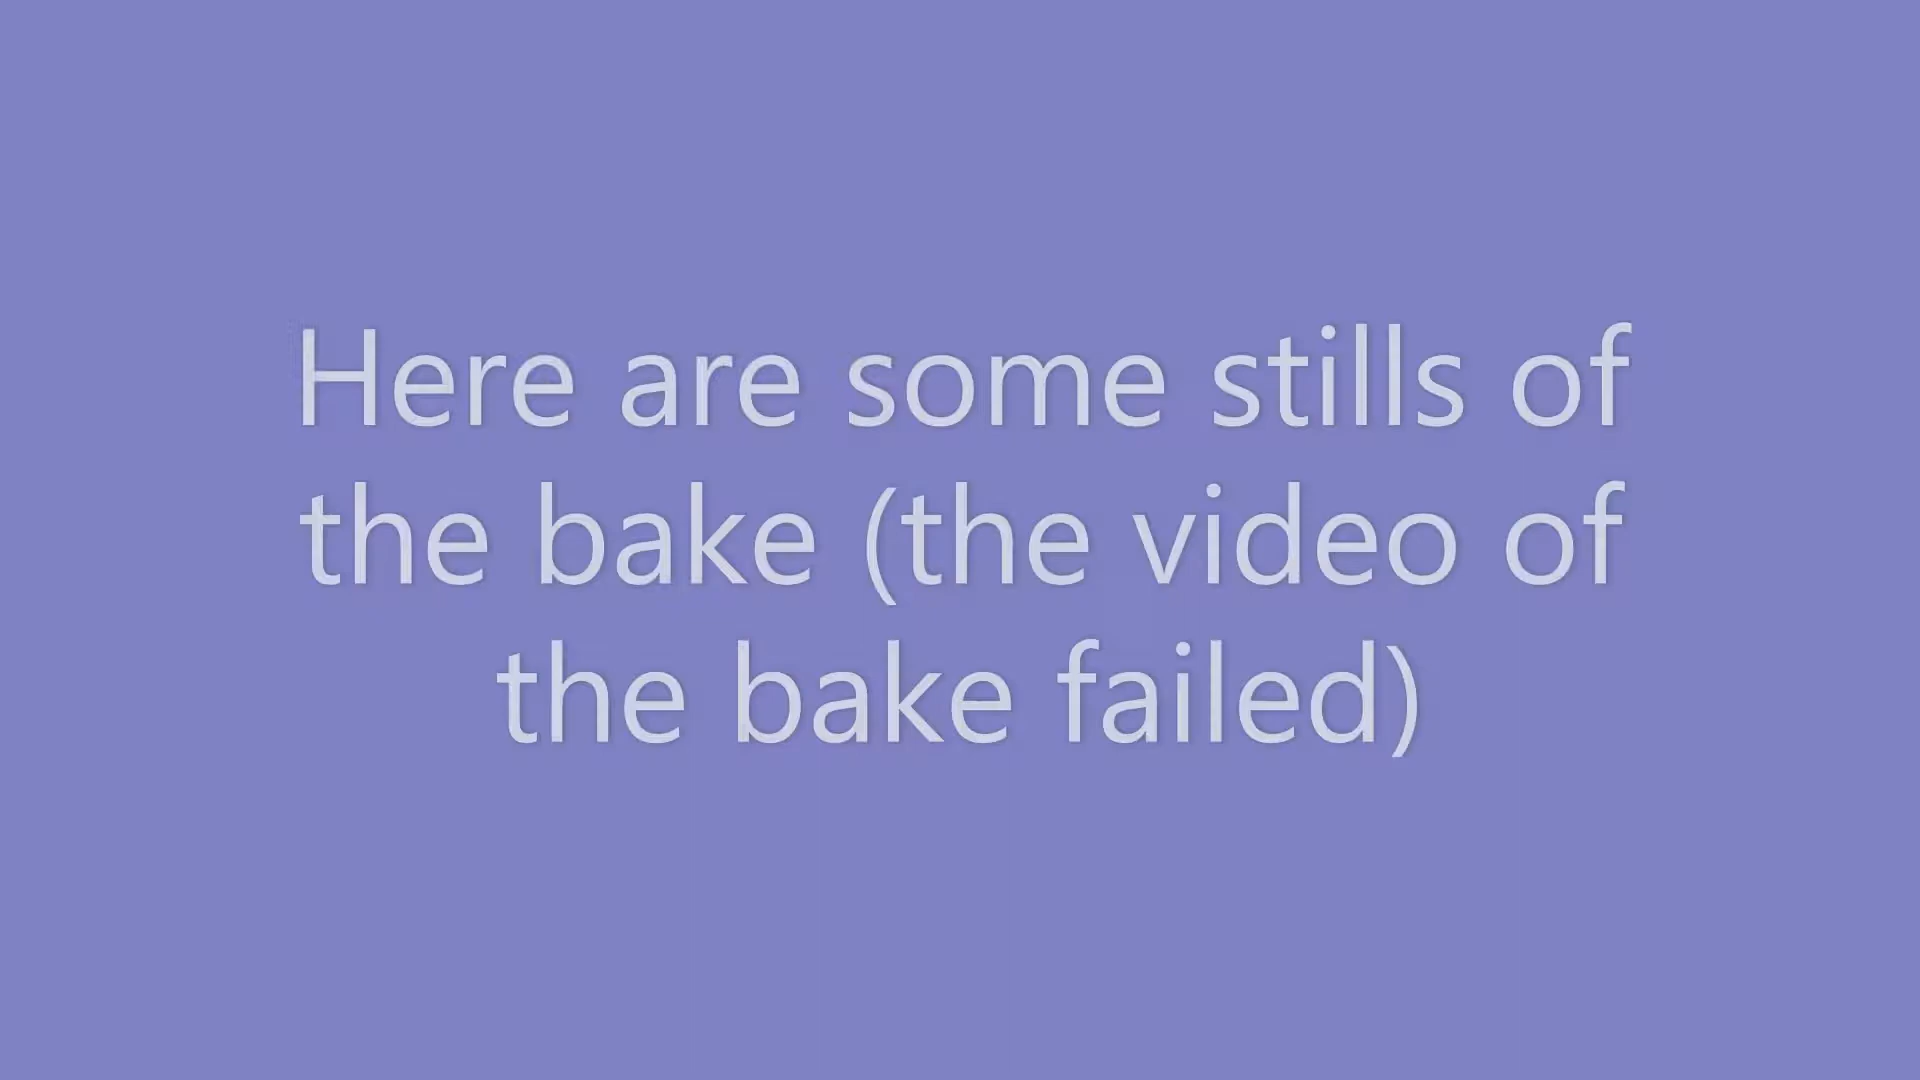 Here are some stills of
the bake (the video of
the bake failed)